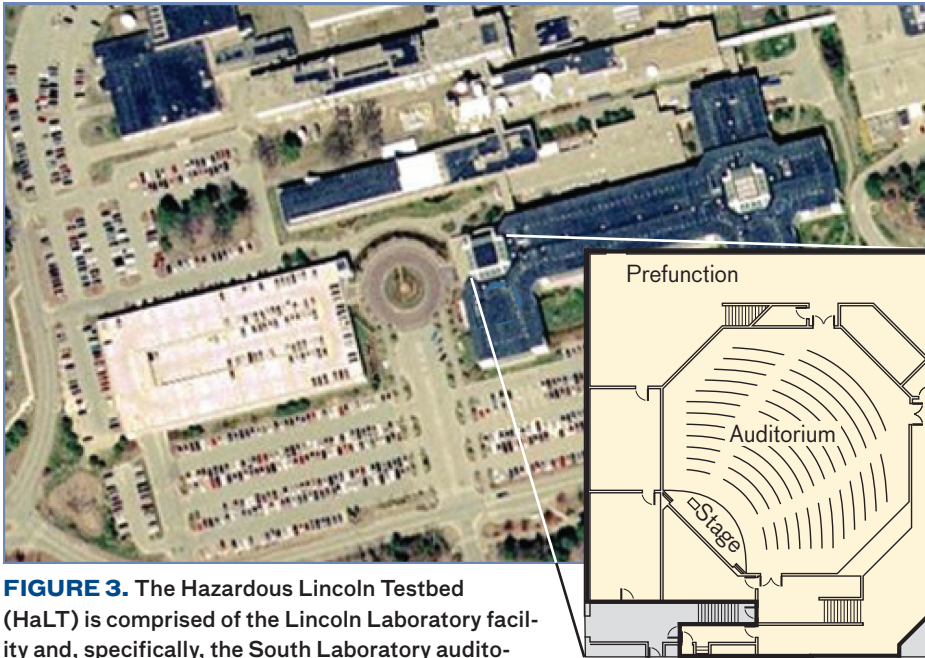 Prefunction
Auditorium
Stage
FIGURE 3. The Hazardous Lincoln Testbed
(HaLT) is comprised of the Lincoln Laboratory facil-
ity and, specifically, the South Laboratory audito-